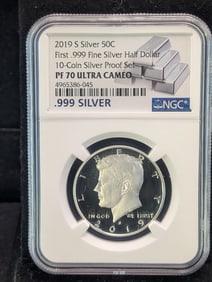 2019 S Silver 50C
First .999 Fine Silver Half Dollar
10-Coin Silver Proof Set
PF 70 ULTRA CAMEO
4965386-045
.999 SILVER
NGC
LIBERTY
IN GOD WE TRUST
2019